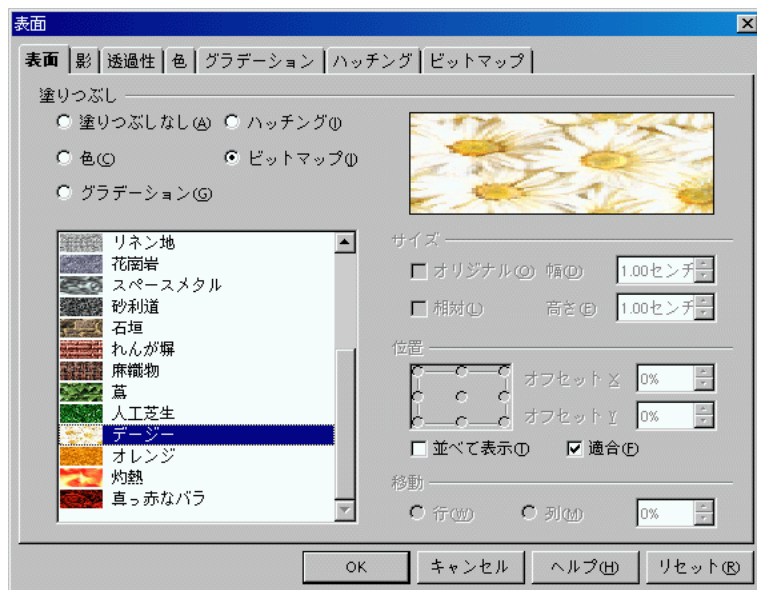 表面
表面 影 透過性 色 グラデーション ハッチング ビットマップ
塗りつぶし
塗りつぶしなし(A) ハッチング(I)
色(C) ビットマップ(I)
グラデーション(G)
リネン地
花崗岩
スペースメタル
砂利道
石垣
れんが塀
麻織物
蔦
人工芝生
デージー
オレンジ
灼熱
真っ赤なバラ
サイズ
オリジナル(O) 幅(D) 1.00センチ
相対(L) 高さ(E) 1.00センチ
位置
オフセット X 0%
オフセット Y 0%
並べて表示(T) 適合(F)
移動
行(W) 列(M) 0%
OK キャンセル ヘルプ(H) リセット(R)